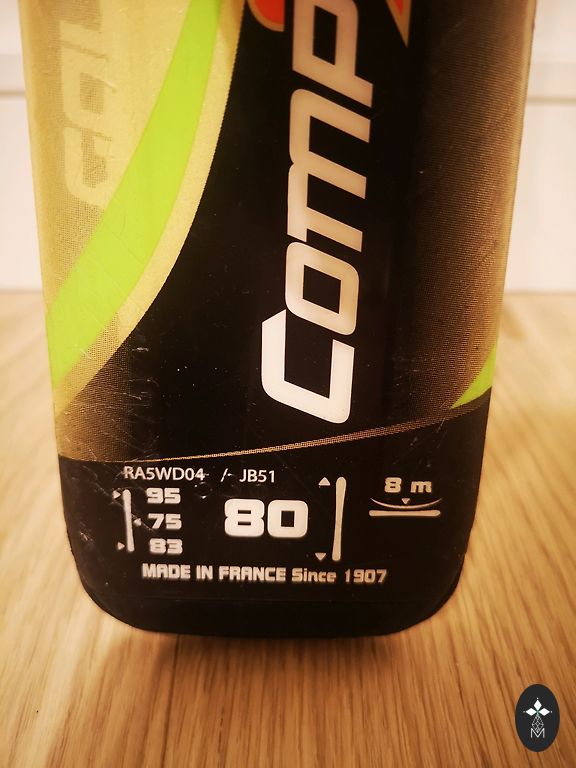 Comp
RA5WD04 / JB51
95
75
83
80
8 m
MADE IN FRANCE Since 1907
M